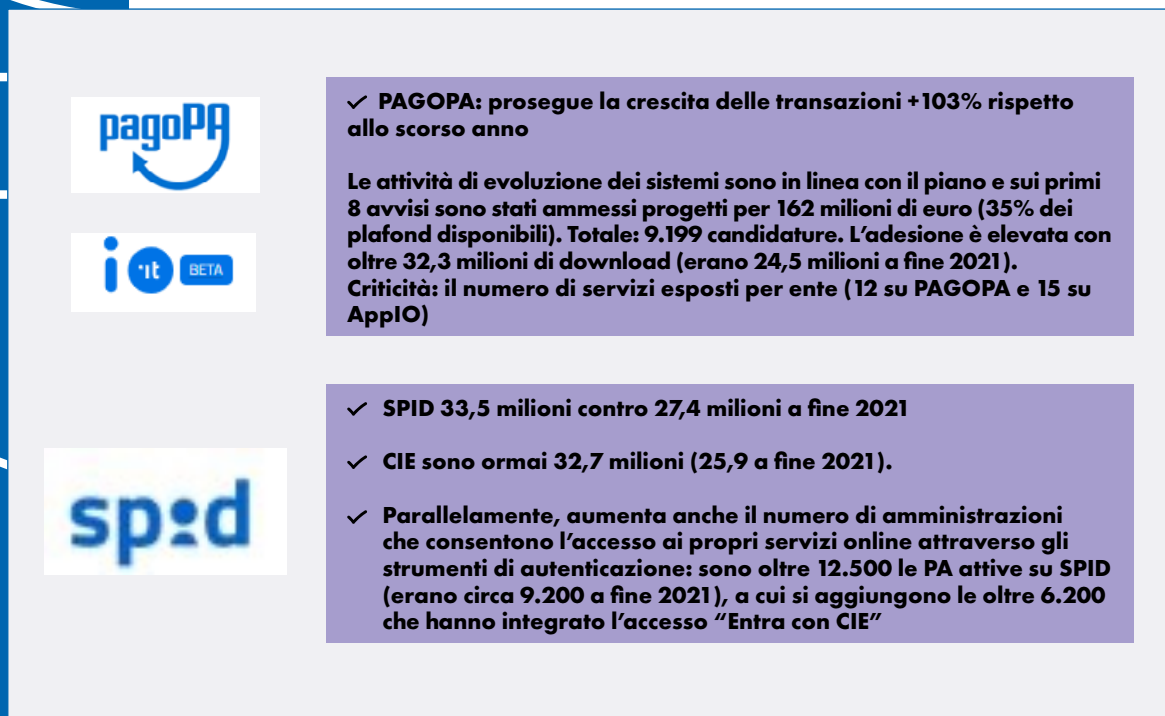 pagoPA
✓ PAGOPA: prosegue la crescita delle transazioni +103% rispetto
allo scorso anno
Le attività di evoluzione dei sistemi sono in linea con il piano e sui primi
8 avvisi sono stati ammessi progetti per 162 milioni di euro (35% dei
plafond disponibili). Totale: 9.199 candidature. L’adesione è elevata con
oltre 32,3 milioni di download (erano 24,5 milioni a fine 2021).
Criticità: il numero di servizi esposti per ente (12 su PAGOPA e 15 su
AppIO)
io it BETA
✓ SPID 33,5 milioni contro 27,4 milioni a fine 2021
✓ CIE sono ormai 32,7 milioni (25,9 a fine 2021).
✓ Parallelamente, aumenta anche il numero di amministrazioni
che consentono l’accesso ai propri servizi online attraverso gli
strumenti di autenticazione: sono oltre 12.500 le PA attive su SPID
(erano circa 9.200 a fine 2021), a cui si aggiungono le oltre 6.200
che hanno integrato l’accesso “Entra con CIE”
spid